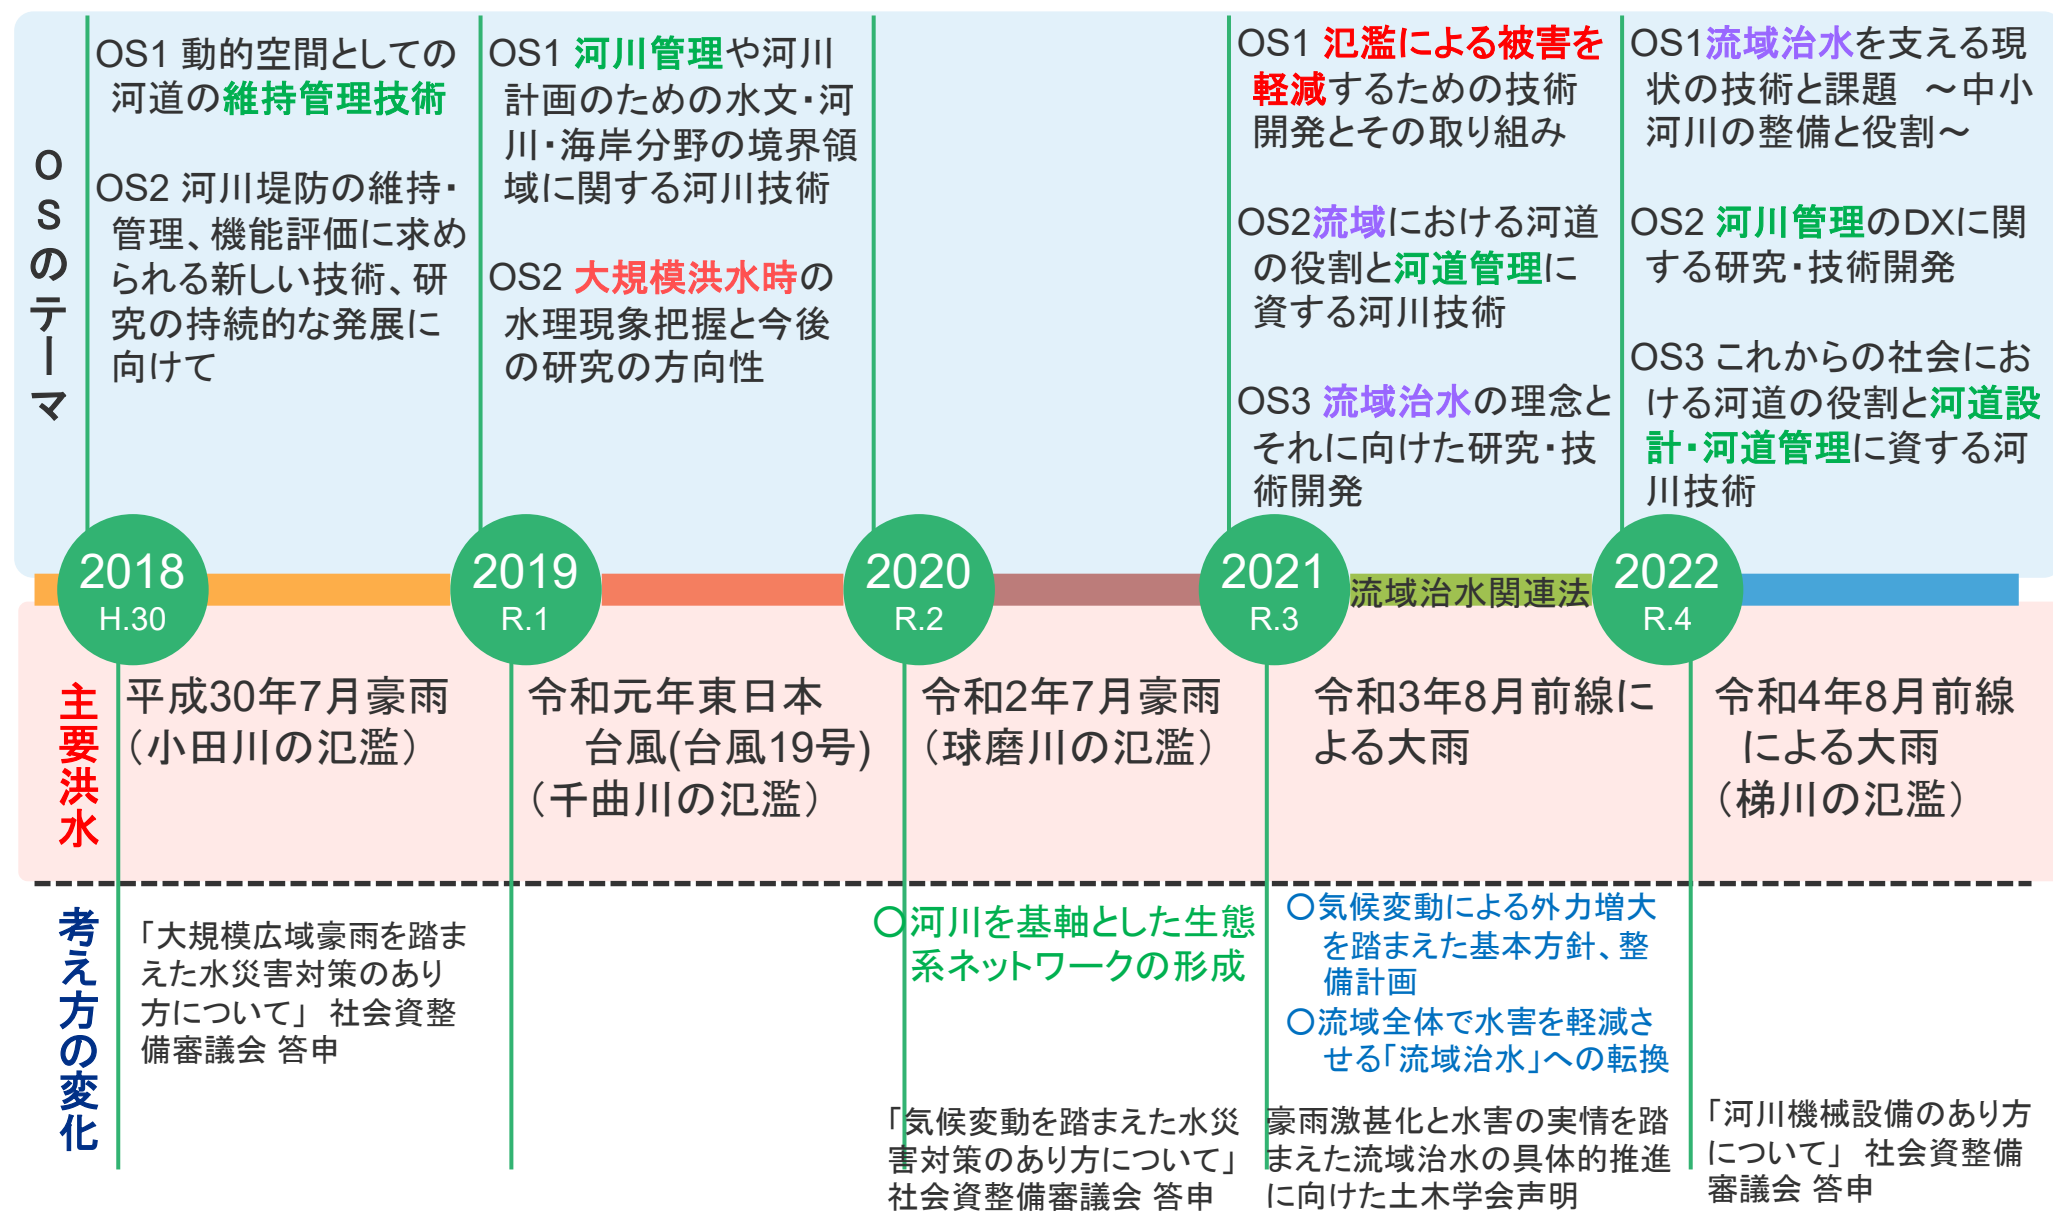 OSのテーマ
OS1 動的空間としての
河道の維持管理技術
OS2 河川堤防の維持・
管理、機能評価に求め
られる新しい技術、研
究の持続的な発展に
向けて
OS1 河川管理や河川
計画のための水文・河
川・海岸分野の境界領
域に関する河川技術
OS2 大規模洪水時の
水理現象把握と今後
の研究の方向性
OS1 氾濫による被害を
軽減するための技術
開発とその取り組み
OS2流域における河道
の役割と河道管理に
資する河川技術
OS3 流域治水の理念と
それに向けた研究・技
術開発
OS1流域治水を支える現
状の技術と課題　～中小
河川の整備と役割～
OS2 河川管理のDXに関
する研究・技術開発
OS3 これからの社会にお
ける河道の役割と河道設
計・河道管理に資する河
川技術
2018
H.30
2019
R.1
2020
R.2
2021
R.3
流域治水関連法
2022
R.4
主要洪水
平成30年7月豪雨
（小田川の氾濫）
令和元年東日本
台風(台風19号)
（千曲川の氾濫）
令和2年7月豪雨
（球磨川の氾濫）
令和3年8月前線に
よる大雨
令和4年8月前線
による大雨
（梯川の氾濫）
考え方の変化
「大規模広域豪雨を踏ま
えた水災害対策のあり
方について」 社会資整
備審議会 答申
〇河川を基軸とした生態
系ネットワークの形成
「気候変動を踏まえた水災
害対策のあり方について」
社会資整備審議会 答申
〇気候変動による外力増大
を踏まえた基本方針、整
備計画
〇流域全体で水害を軽減さ
せる「流域治水」への転換
豪雨激甚化と水害の実情を踏
まえた流域治水の具体的推進
に向けた土木学会声明
「河川機械設備のあり方
について」 社会資整備
審議会 答申